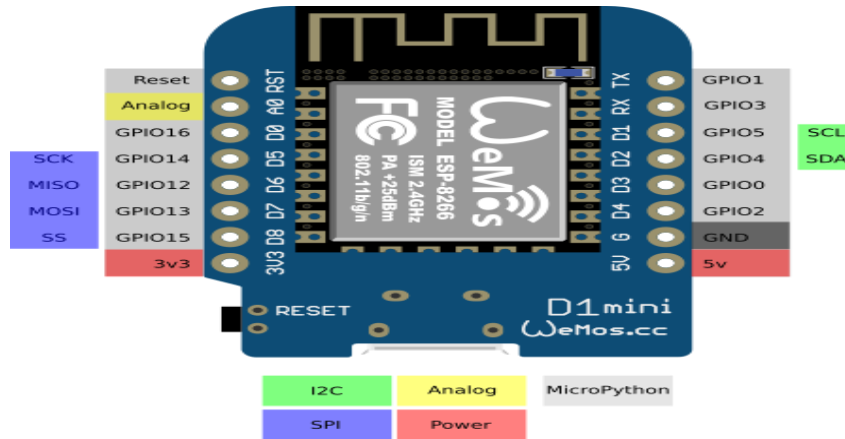 Reset RST TX GPIO1
Analog A0 RX GPIO3
GPIO16 D0 D1 GPIO5 SCL
SCK GPIO14 D5 D2 GPIO4 SDA
MISO GPIO12 D6 D3 GPIO0
MOSI GPIO13 D7 D4 GPIO2
SS GPIO15 D8 G GND
3v3 3V3 5V 5v
WeMos
MODEL ESP-8266
ISM 2.4GHz
PA +25dBm
802.11b/g/n
FC
RESET
D1 mini
WeMos.cc
I2C Analog MicroPython
SPI Power